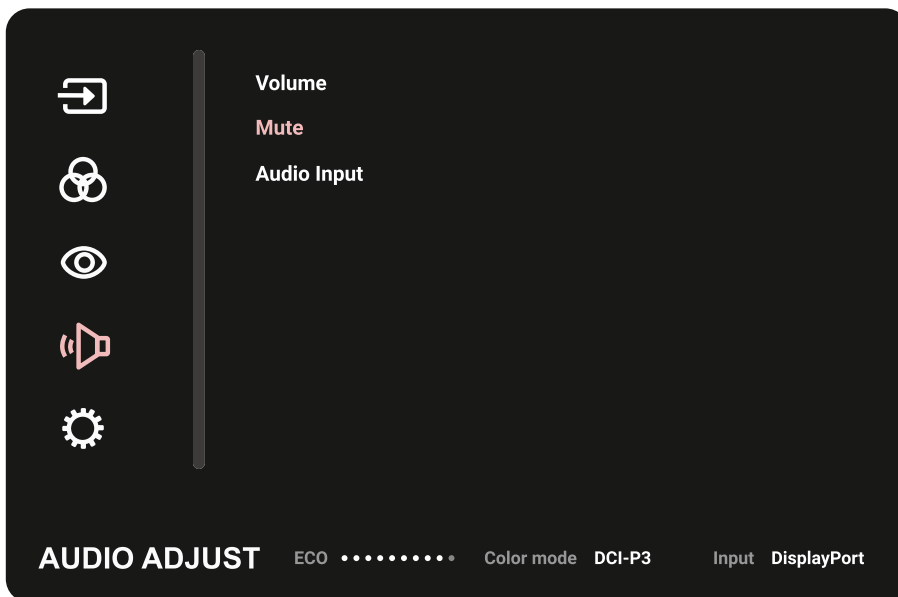 Volume
Mute
Audio Input
AUDIO ADJUST ECO Color mode DCI-P3 Input DisplayPort